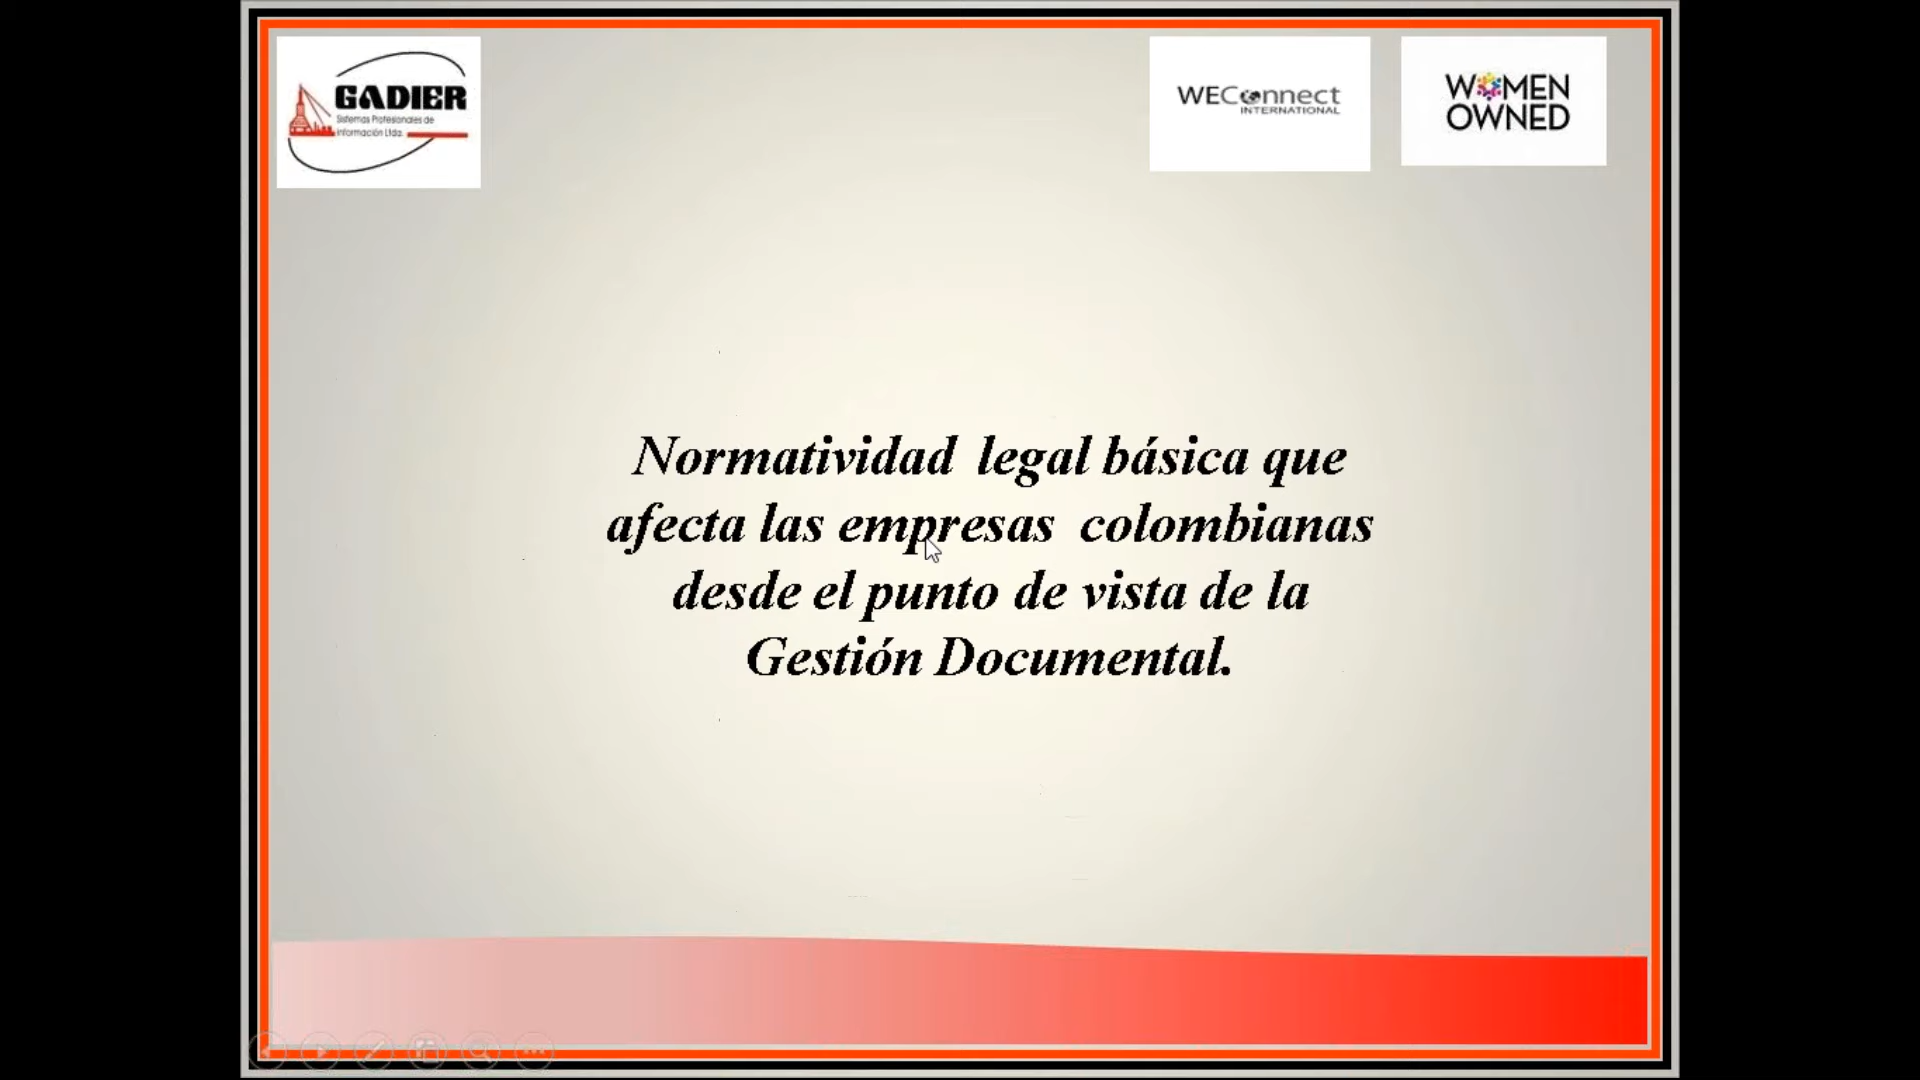 GADIER
Sistemas Profesionales de
Información Ltda.
WEConnect
INTERNATIONAL
WOMEN
OWNED
Normatividad legal básica que
afecta las empresas colombianas
desde el punto de vista de la
Gestión Documental.